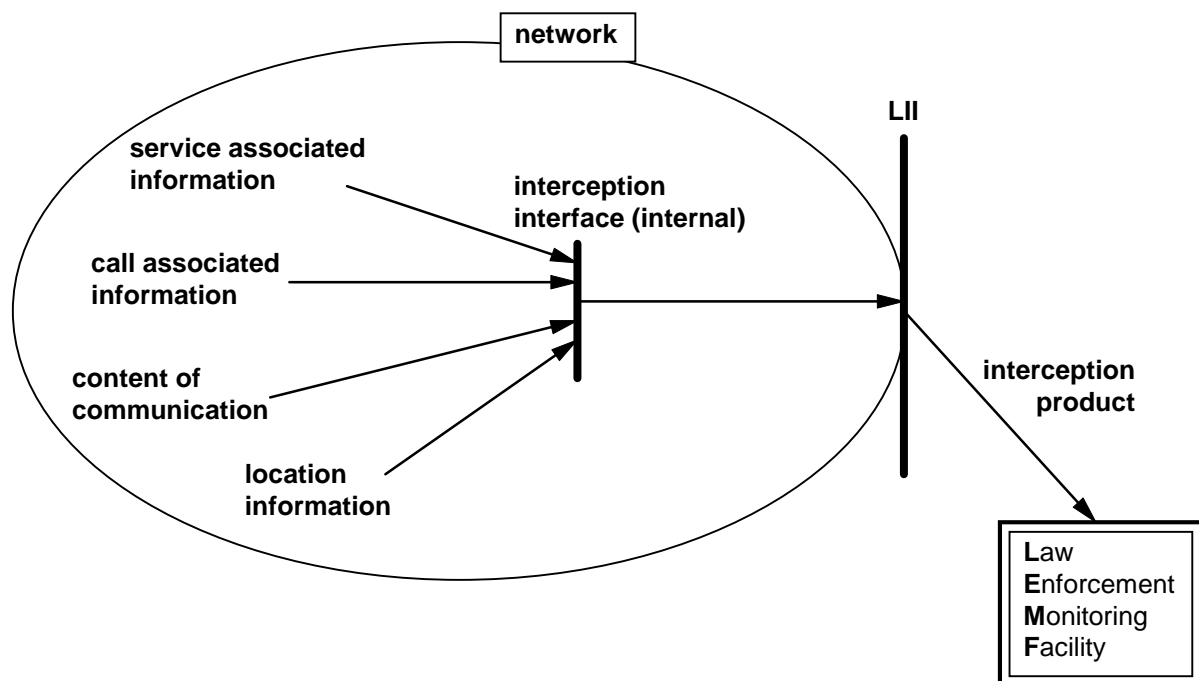 network
LII
service associated
information
interception
interface (internal)
call associated
information
content of
communication
interception
product
location
information
Law
Enforcement
Monitoring
Facility